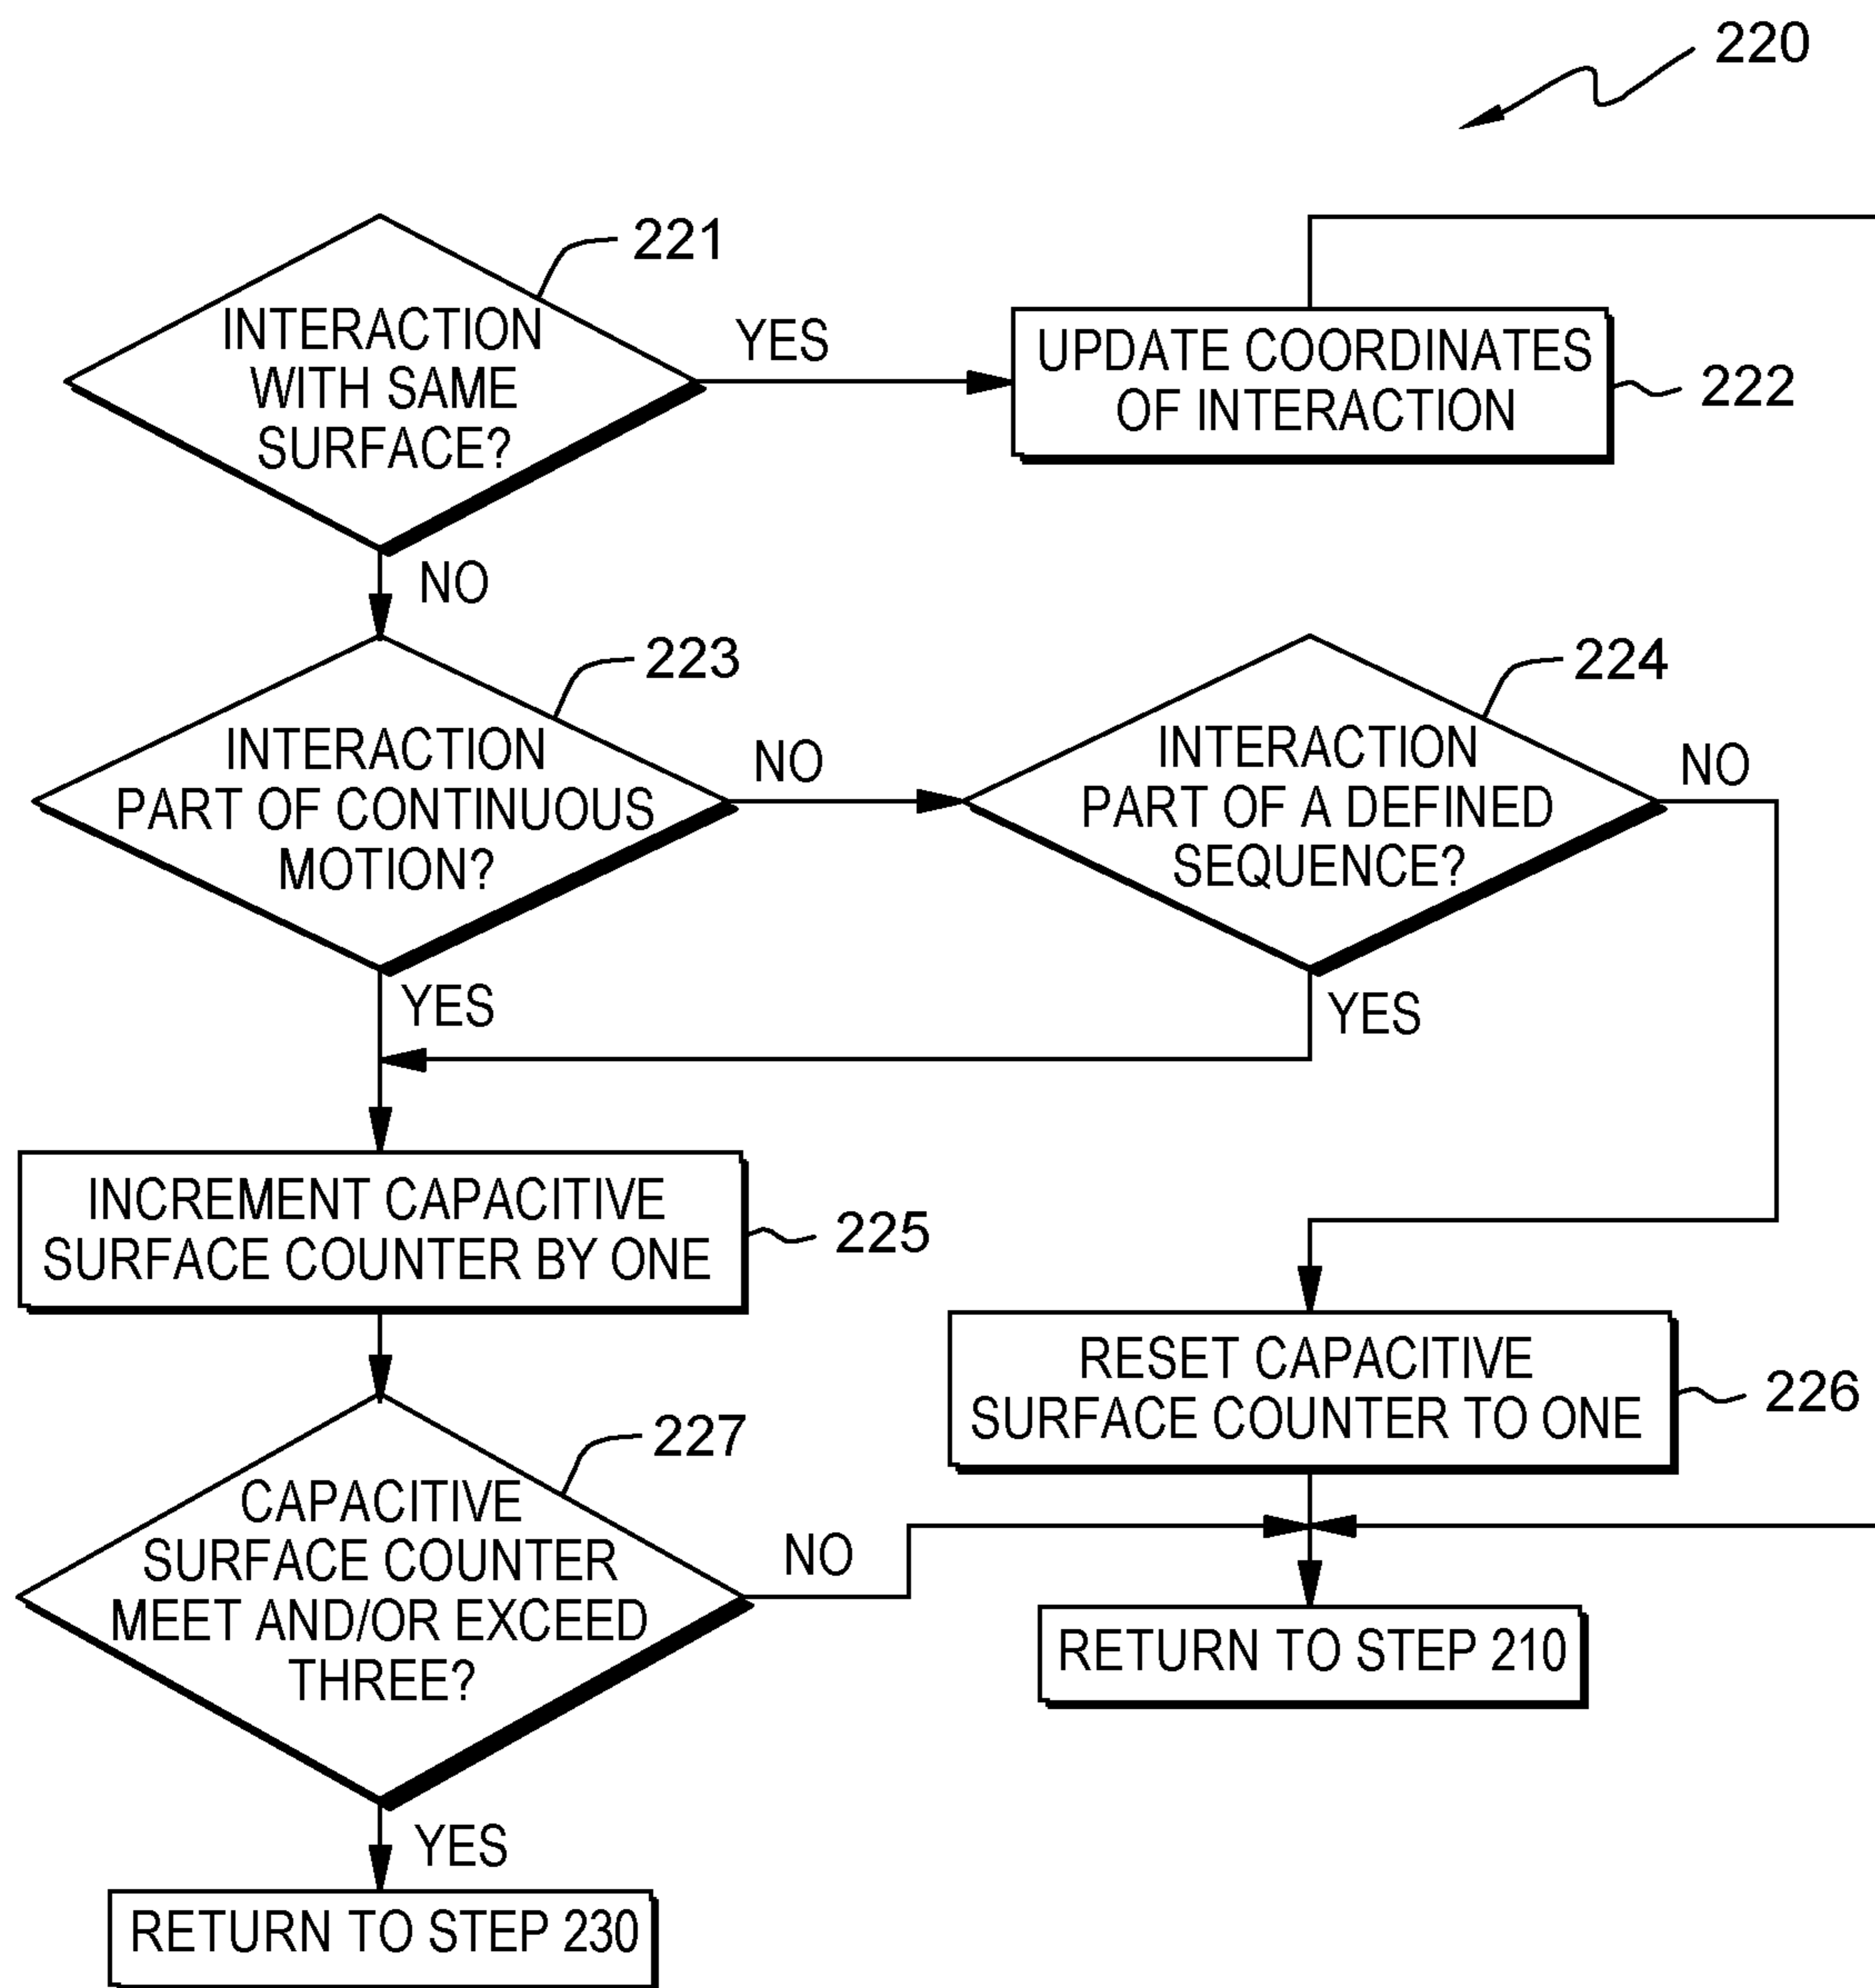 220
221
INTERACTION
WITH SAME
SURFACE?
YES
UPDATE COORDINATES
OF INTERACTION
222
NO
223
INTERACTION
PART OF CONTINUOUS
MOTION?
NO
224
INTERACTION
PART OF A DEFINED
SEQUENCE?
NO
YES
YES
INCREMENT CAPACITIVE
SURFACE COUNTER BY ONE
225
RESET CAPACITIVE
SURFACE COUNTER TO ONE
226
227
CAPACITIVE
SURFACE COUNTER
MEET AND/OR EXCEED
THREE?
NO
RETURN TO STEP 210
YES
RETURN TO STEP 230